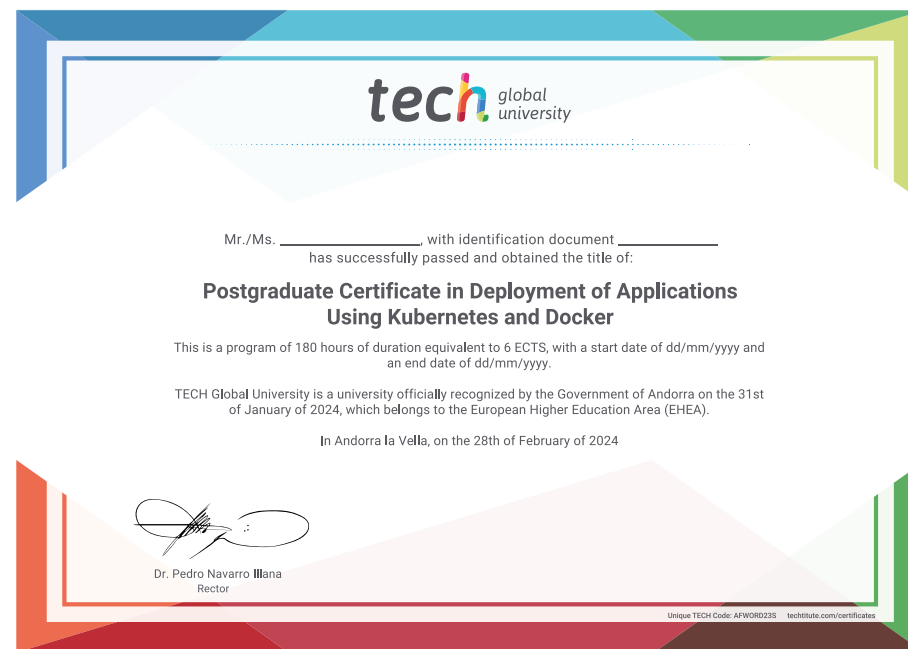 tech global
university
Mr./Ms. ____________________, with identification document ______________
has successfully passed and obtained the title of:
Postgraduate Certificate in Deployment of Applications
Using Kubernetes and Docker
This is a program of 180 hours of duration equivalent to 6 ECTS, with a start date of dd/mm/yyyy and
an end date of dd/mm/yyyy.
TECH Global University is a university officially recognized by the Government of Andorra on the 31st
of January of 2024, which belongs to the European Higher Education Area (EHEA).
In Andorra la Vella, on the 28th of February of 2024
Dr. Pedro Navarro Illana
Rector
Unique TECH Code: AFWORD23S techtitute.com/certificates